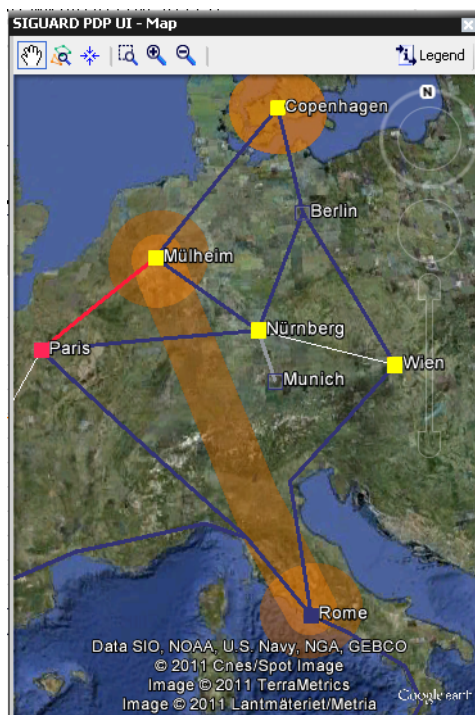 SIGUARD PDP UI - Map
Legend
N
Copenhagen
Berlin
Mülheim
Nürnberg
Paris
Wien
Munich
Rome
Data SIO, NOAA, U.S. Navy, NGA, GEBCO
© 2011 Cnes/Spot Image
Image © 2011 TerraMetrics
Image © 2011 Lantmäteriet/Metria
Google earth